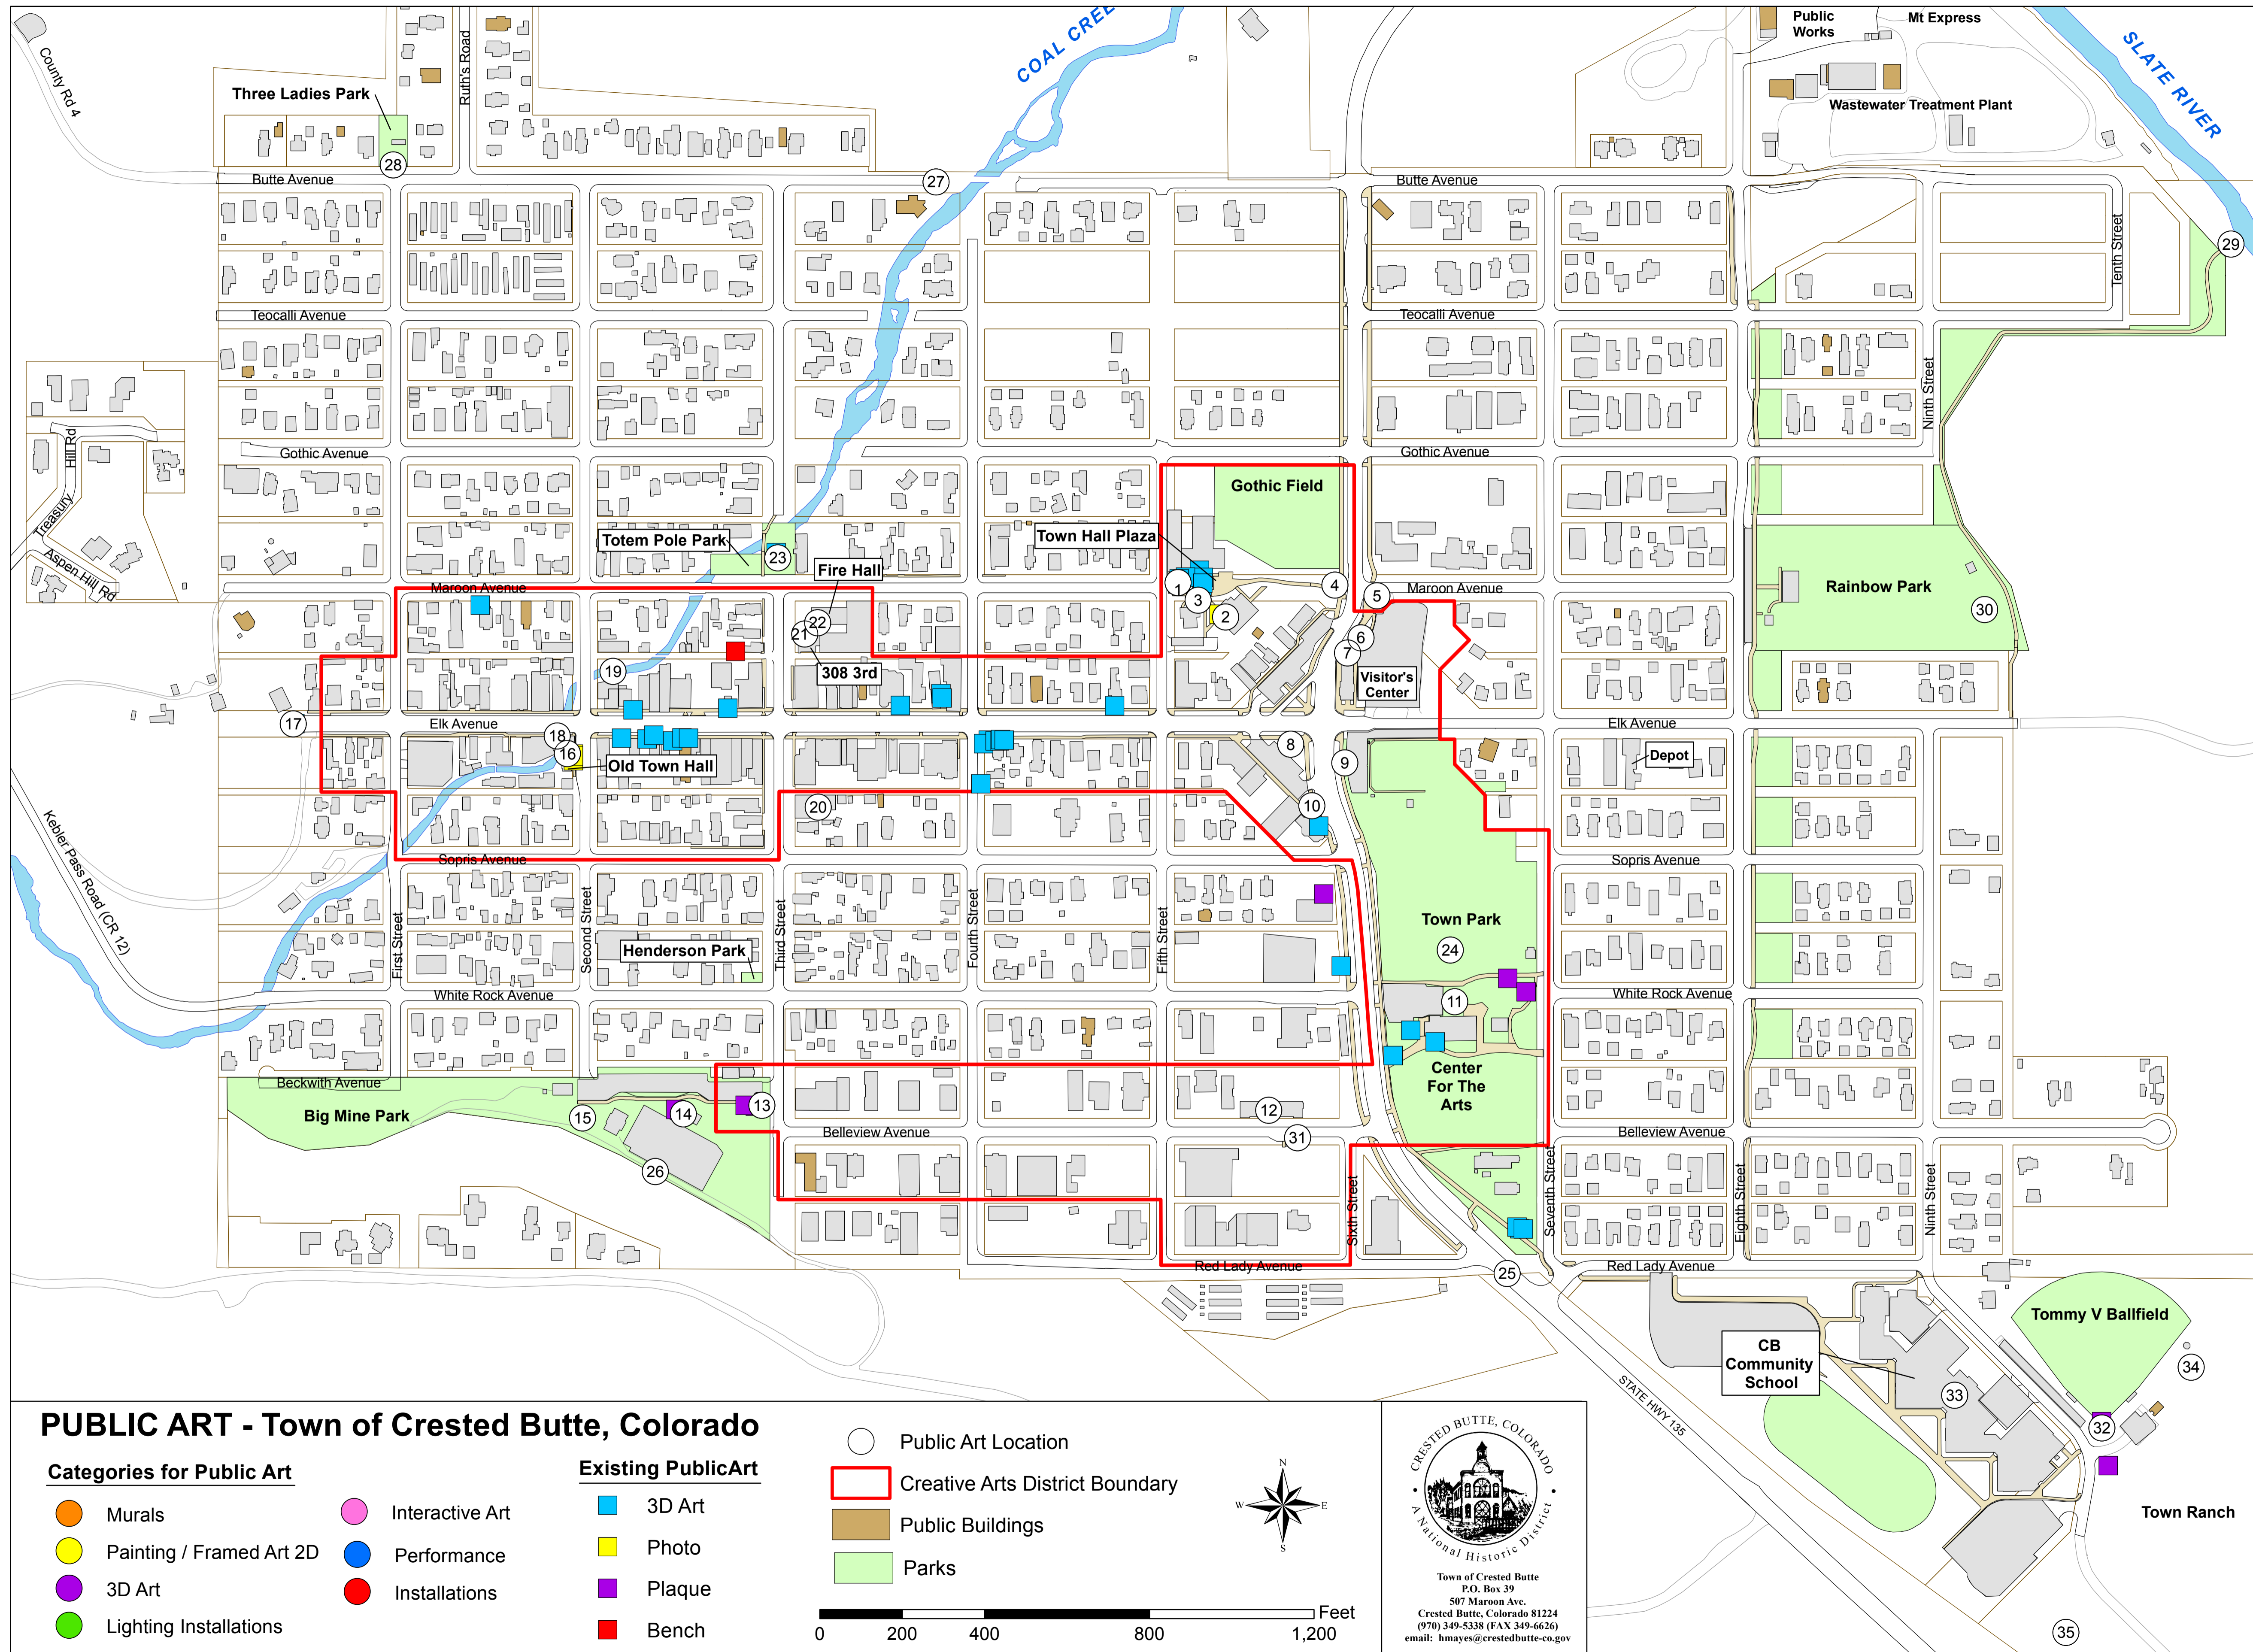 COAL CREE
SLATE RIVER
Public
Works
Mt Express
Wastewater Treatment Plant
County Rd 4
Ruth's Road
Three Ladies Park
28
Butte Avenue
27
Butte Avenue
29
Tenth Street
Teocalli Avenue
Teocalli Avenue
Ninth Street
Hill Rd
Treasury
Aspen Hill Rd
Gothic Avenue
Gothic Avenue
Gothic Field
Totem Pole Park
23
Town Hall Plaza
Fire Hall
Maroon Avenue
Maroon Avenue
Rainbow Park
30
1
3
2
4
5
6
7
21
22
308 3rd
19
Visitor's
Center
17
Elk Avenue
Elk Avenue
18
16
Old Town Hall
8
9
Depot
20
10
Kebler Pass Road (CR 12)
Sopris Avenue
Sopris Avenue
First Street
Second Street
Third Street
Fourth Street
Fifth Street
Henderson Park
Town Park
24
White Rock Avenue
White Rock Avenue
11
Center
For The
Arts
Beckwith Avenue
Big Mine Park
15
14
13
12
31
26
Belleview Avenue
Belleview Avenue
Sixth Street
Seventh Street
Eighth Street
Ninth Street
Red Lady Avenue
Red Lady Avenue
25
STATE HWY 135
CB
Community
School
33
Tommy V Ballfield
34
32
Town Ranch
35
PUBLIC ART - Town of Crested Butte, Colorado
Categories for Public Art
Murals
Painting / Framed Art 2D
3D Art
Lighting Installations
Interactive Art
Performance
Installations
Existing PublicArt
3D Art
Photo
Plaque
Bench
Public Art Location
Creative Arts District Boundary
Public Buildings
Parks
0 200 400 800 1,200
Feet
N
W E
S
CRESTED BUTTE, COLORADO
A National Historic District
Town of Crested Butte
P.O. Box 39
507 Maroon Ave.
Crested Butte, Colorado 81224
(970) 349-5338 (FAX 349-6626)
email: hmayes@crestedbutte-co.gov